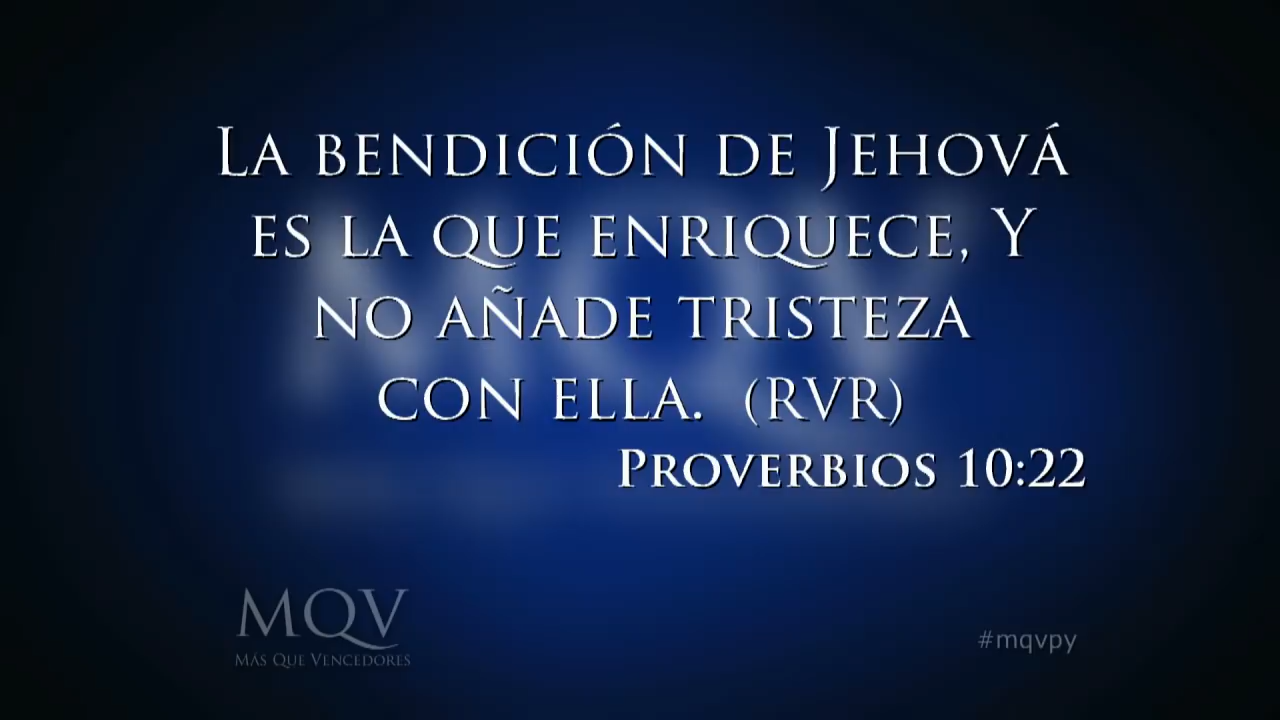 La bendición de Jehová
es la que enriquece, y
no añade tristeza
con ella. (RVR)
Proverbios 10:22
MQV
Más Que Vencedores
#mqvpy